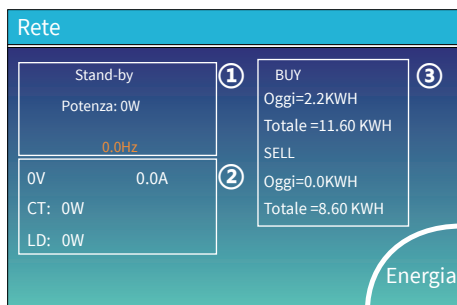 Rete
Stand-by
Potenza: 0W
0.0Hz
①
0V 0.0A
CT: 0W
LD: 0W
②
BUY
Oggi=2.2KWH
Totale =11.60 KWH
SELL
Oggi=0.0KWH
Totale =8.60 KWH
③
Energia